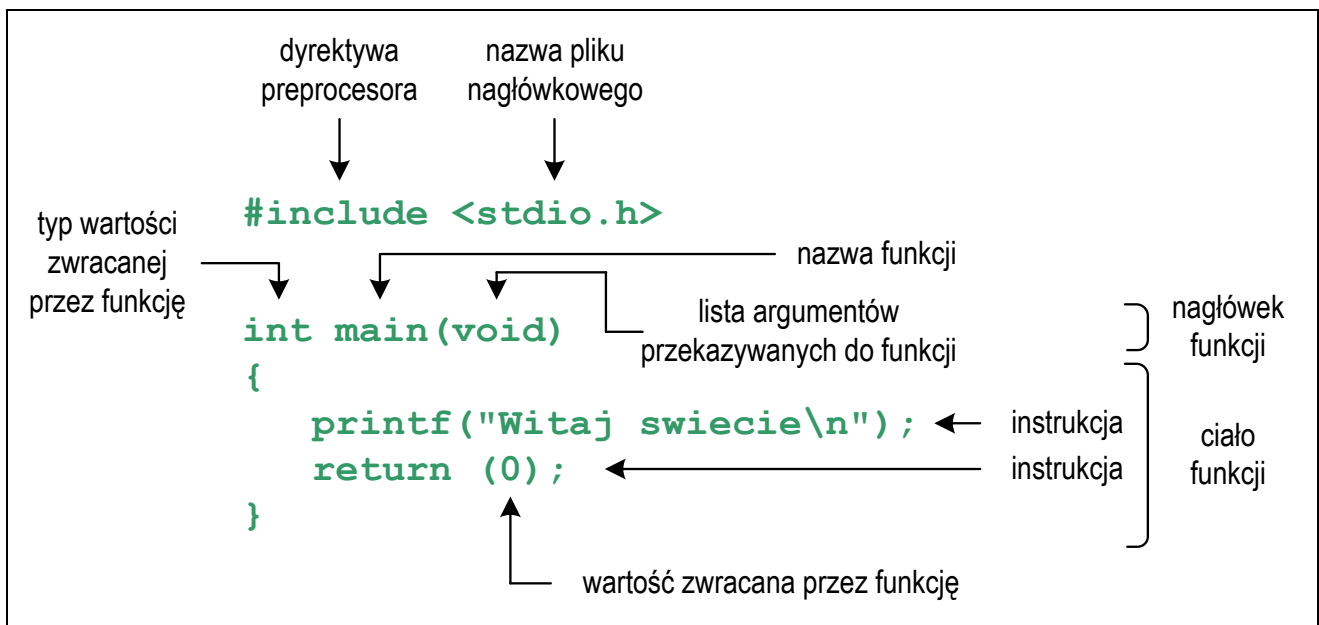 dyrektywa
preprocesora
nazwa pliku
nagłówkowego
#include <stdio.h>
typ wartości
zwracanej
przez funkcję
nazwa funkcji
int main(void)
lista argumentów
przekazywanych do funkcji
nagłówek
funkcji
{
printf("Witaj swiecie\n");
instrukcja
return (0);
instrukcja
ciało
funkcji
}
wartość zwracana przez funkcję